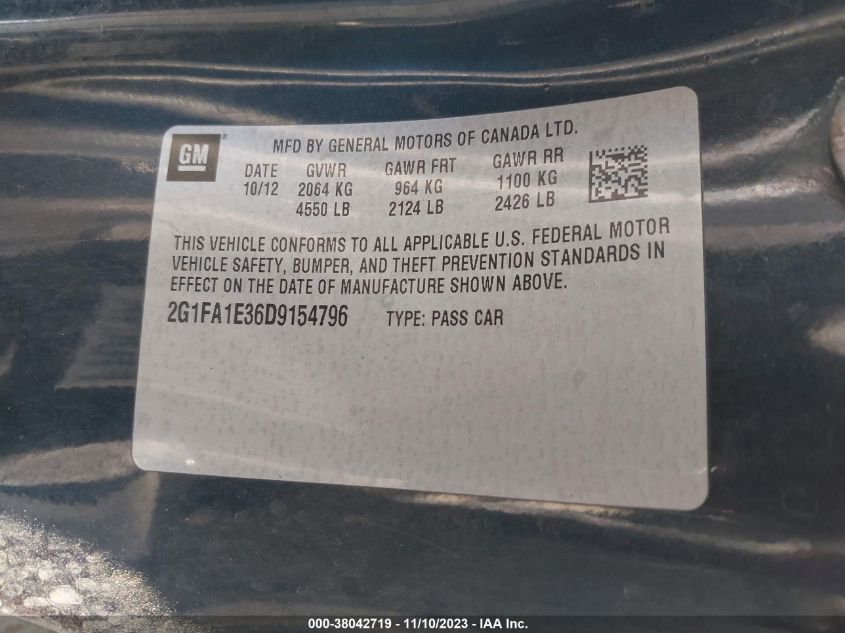 GM
MFD BY GENERAL MOTORS OF CANADA LTD.
DATE GVWR GAWR FRT GAWR RR
10/12 2064 KG 964 KG 1100 KG
4550 LB 2124 LB 2426 LB
THIS VEHICLE CONFORMS TO ALL APPLICABLE U.S. FEDERAL MOTOR
VEHICLE SAFETY, BUMPER, AND THEFT PREVENTION STANDARDS IN
EFFECT ON THE DATE OF MANUFACTURE SHOWN ABOVE.
2G1FA1E36D9154796 TYPE: PASS CAR
000-38042719 - 11/10/2023 - IAA Inc.